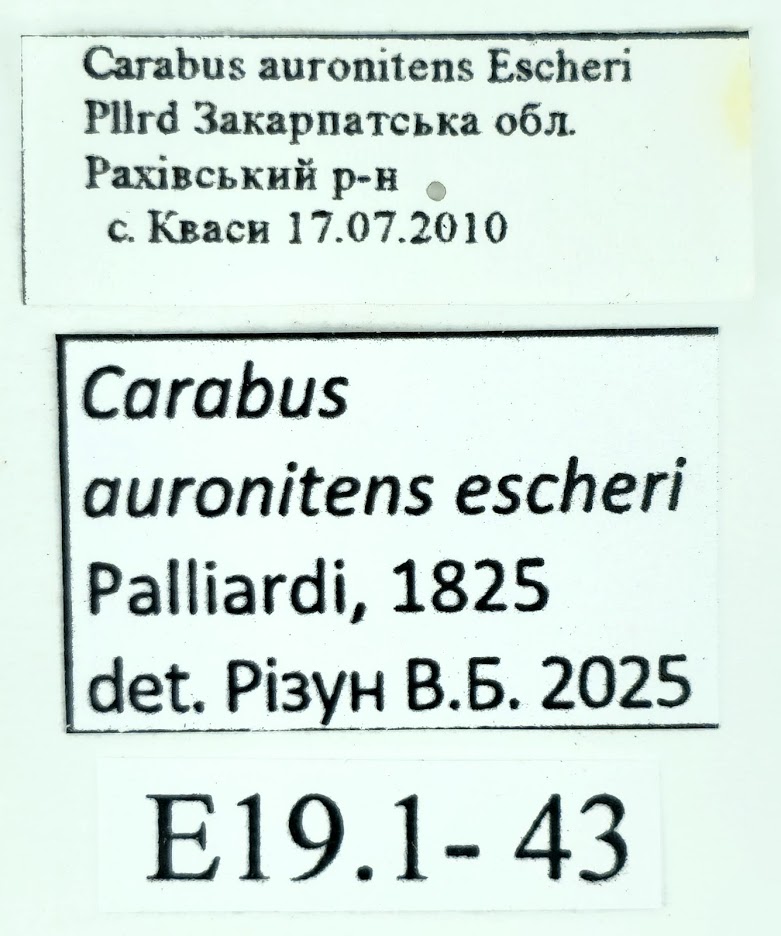 Carabus auronitens Escheri
Pllrd Закарпатська обл.
Рахівський р-н
с. Кваси 17.07.2010
Carabus
auronitens escheri
Palliardi, 1825
det. Різун В.Б. 2025
E19.1- 43